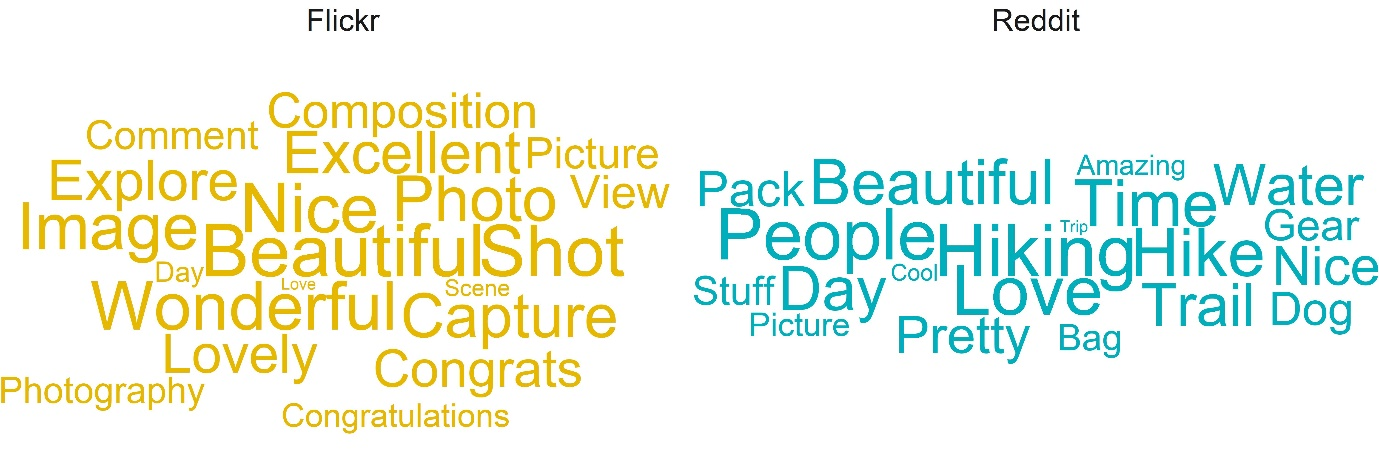 Flickr
Reddit
Composition
Comment
Excellent
Picture
Explore
Nice
Photo
View
Image
Beautiful
Shot
Day
Love
Scene
Wonderful
Capture
Lovely
Congrats
Photography
Congratulations
Amazing
Pack
Beautiful
Time
Water
People
Trip
Gear
Hiking
Hike
Nice
Cool
Stuff
Day
Love
Trail
Dog
Picture
Pretty
Bag